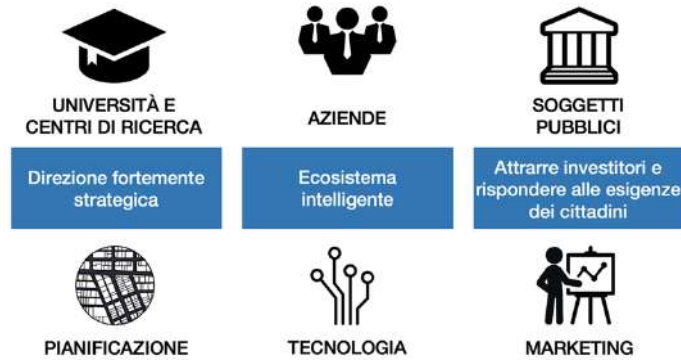 UNIVERSITÀ E
CENTRI DI RICERCA
AZIENDE
SOGGETTI
PUBBLICI
Direzione fortemente
strategica
Ecosistema
intelligente
Attrarre investitori e
rispondere alle esigenze
dei cittadini
PIANIFICAZIONE
TECNOLOGIA
MARKETING